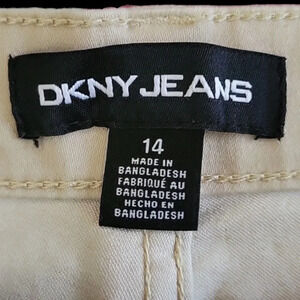 DKNY JEANS
14
MADE IN
BANGLADESH
FABRIQUÉ AU
BANGLADESH
HECHO EN
BANGLADESH